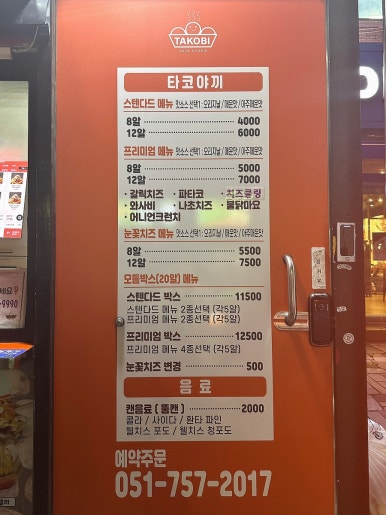 TAKOBI
타코야끼
스탠다드 메뉴 맛소스 선택1 : 오리지날 / 매운맛 / 아주매운맛
8알 4000
12알 6000
프리미엄 메뉴 맛소스 선택1 : 오리지날 / 매운맛 / 아주매운맛
8알 5000
12알 7000
· 갈릭치즈 · 파타코 · 치즈쿵링
· 와사비 · 나초치즈 · 불닭마요
· 어니언크런치
눈꽃치즈 메뉴 맛소스 선택1 : 오리지날 / 매운맛 / 아주매운맛
8알 5500
12알 7500
모듬박스(20알) 메뉴
스탠다드 박스 11500
스탠다드 메뉴 2종선택 (각5알)
프리미엄 메뉴 2종선택 (각5알)
프리미엄 박스 12500
프리미엄 메뉴 4종선택 (각5알)
눈꽃치즈 변경 500
음료
캔음료 ( 뚱캔 ) 2000
콜라 / 사이다 / 환타 파인
웰치스 포도 / 웰치스 청포도
예약주문
051-757-2017